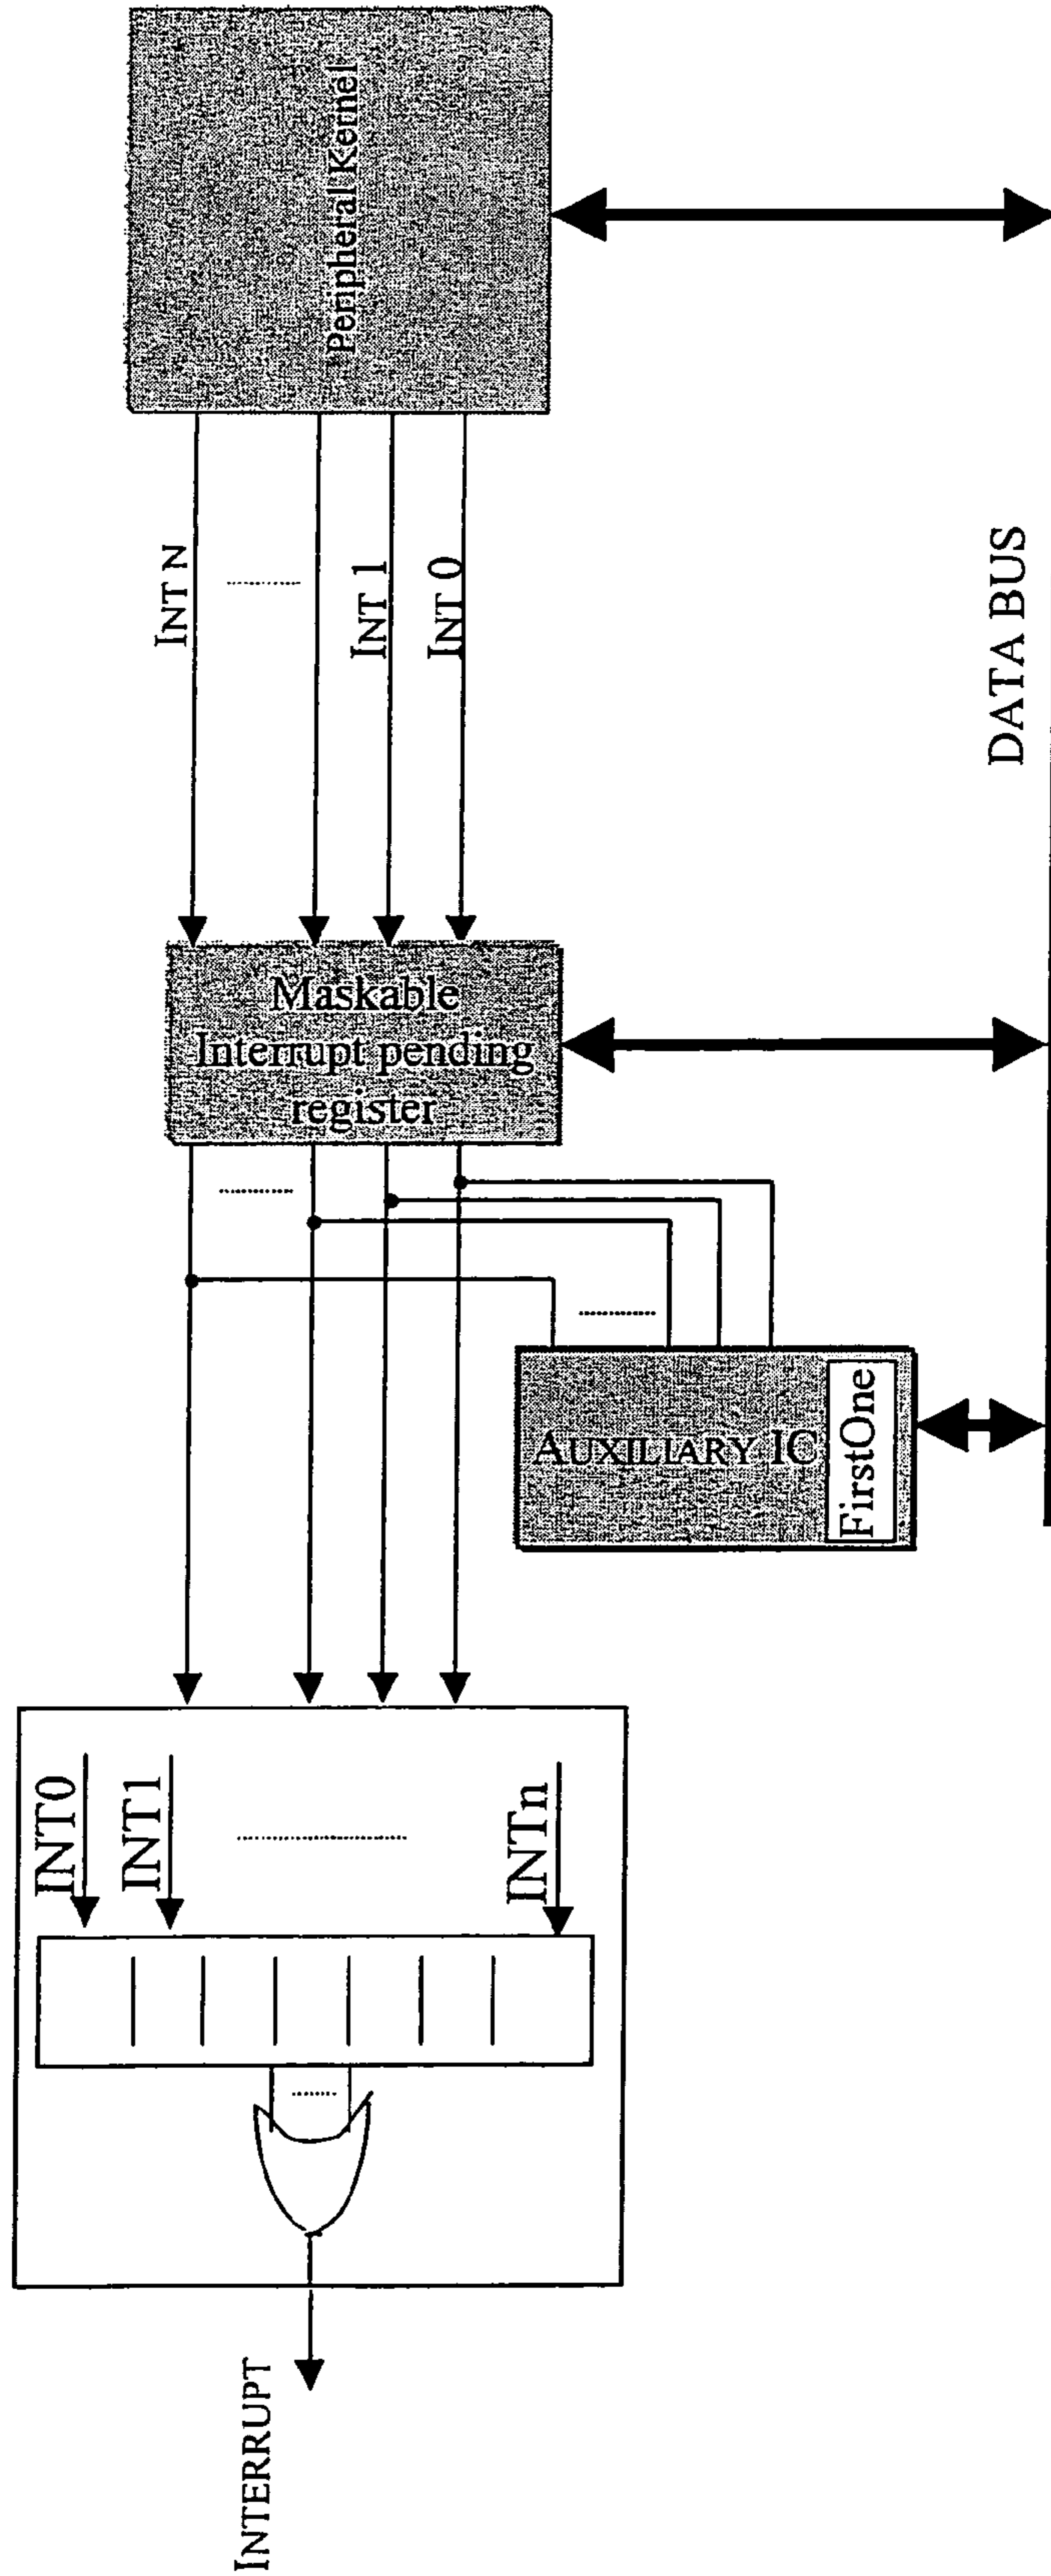 Peripheral Kernel
INT N
INT 1
INT 0
DATA BUS
Maskable
Interrupt pending
register
AUXILIARY IC
FirstOne
INT0
INT1
INTn
INTERRUPT